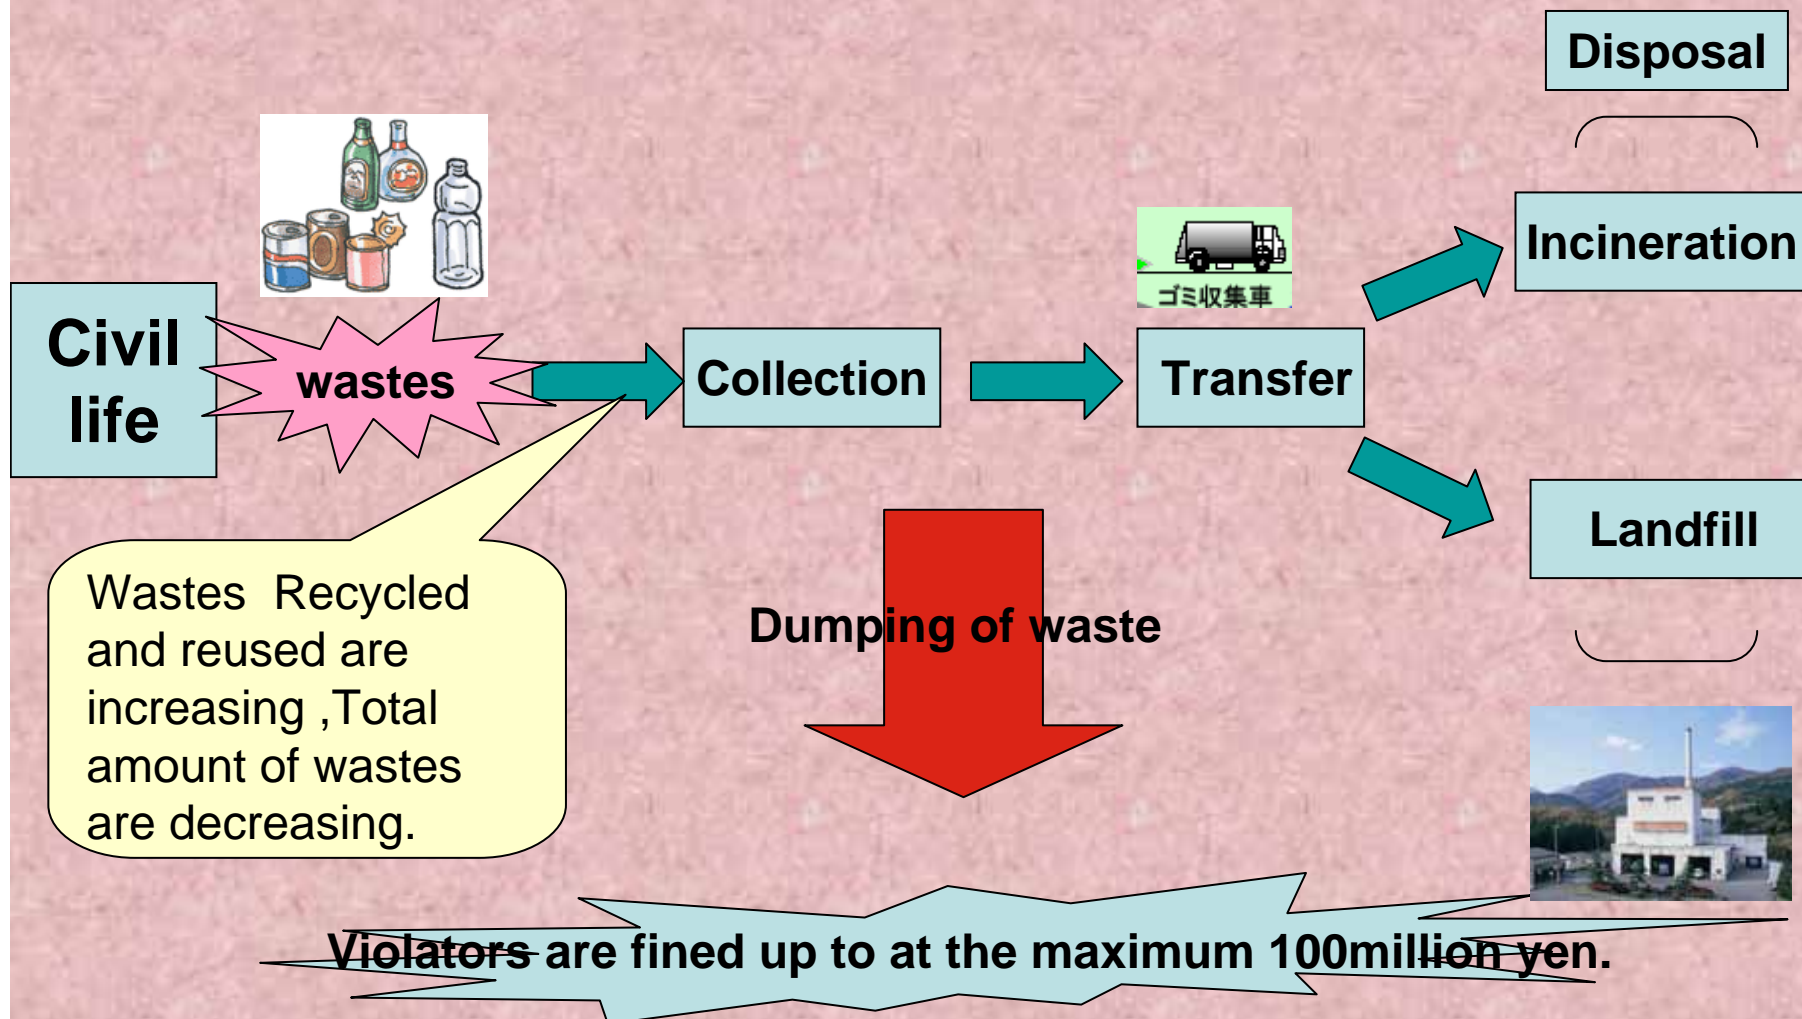 Disposal
Incineration
ゴミ収集車
Civil
life
wastes
Collection
Transfer
Landfill
Wastes  Recycled
and reused are
increasing ,Total
amount of wastes
are decreasing.
Dumping of waste
Violators are fined up to at the maximum 100million yen.